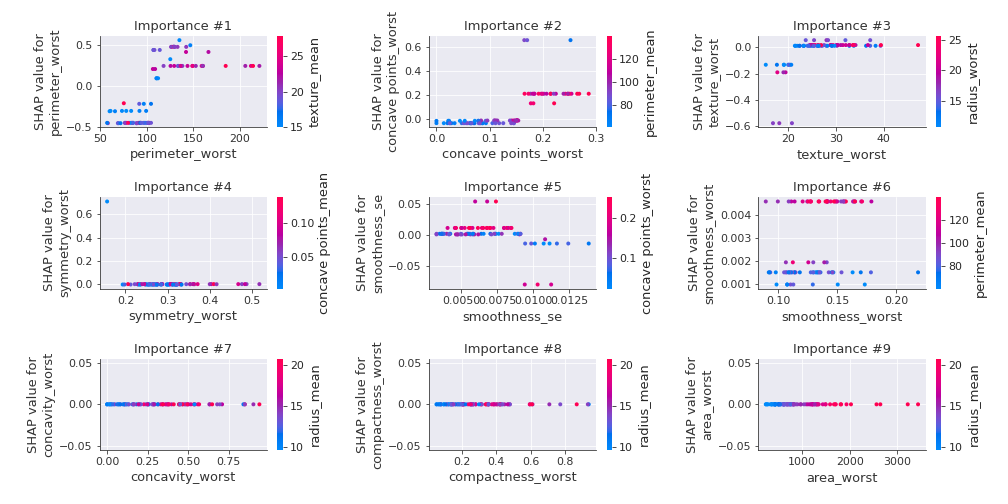 Importance #1
SHAP value for
perimeter_worst
0.5
0.0
−0.5
50
100
150
200
perimeter_worst
25
20
15
texture_mean
Importance #2
SHAP value for
concave points_worst
0.6
0.4
0.2
0.0
0.0
0.1
0.2
0.3
concave points_worst
120
100
80
perimeter_mean
Importance #3
SHAP value for
texture_worst
0.0
−0.2
−0.4
−0.6
20
30
40
texture_worst
25
20
15
radius_worst
Importance #4
SHAP value for
symmetry_worst
0.6
0.4
0.2
0.0
0.2
0.3
0.4
0.5
symmetry_worst
0.10
0.05
concave points_mean
Importance #5
SHAP value for
smoothness_se
0.05
0.00
−0.05
0.0050
0.0075
0.0100
0.0125
smoothness_se
0.2
0.1
concave points_worst
Importance #6
SHAP value for
smoothness_worst
0.004
0.003
0.002
0.001
0.10
0.15
0.20
smoothness_worst
120
100
80
perimeter_mean
Importance #7
SHAP value for
concavity_worst
0.05
0.00
−0.05
0.00
0.25
0.50
0.75
concavity_worst
20
15
10
radius_mean
Importance #8
SHAP value for
compactness_worst
0.05
0.00
−0.05
0.2
0.4
0.6
0.8
compactness_worst
20
15
10
radius_mean
Importance #9
SHAP value for
area_worst
0.05
0.00
−0.05
1000
2000
3000
area_worst
20
15
10
radius_mean